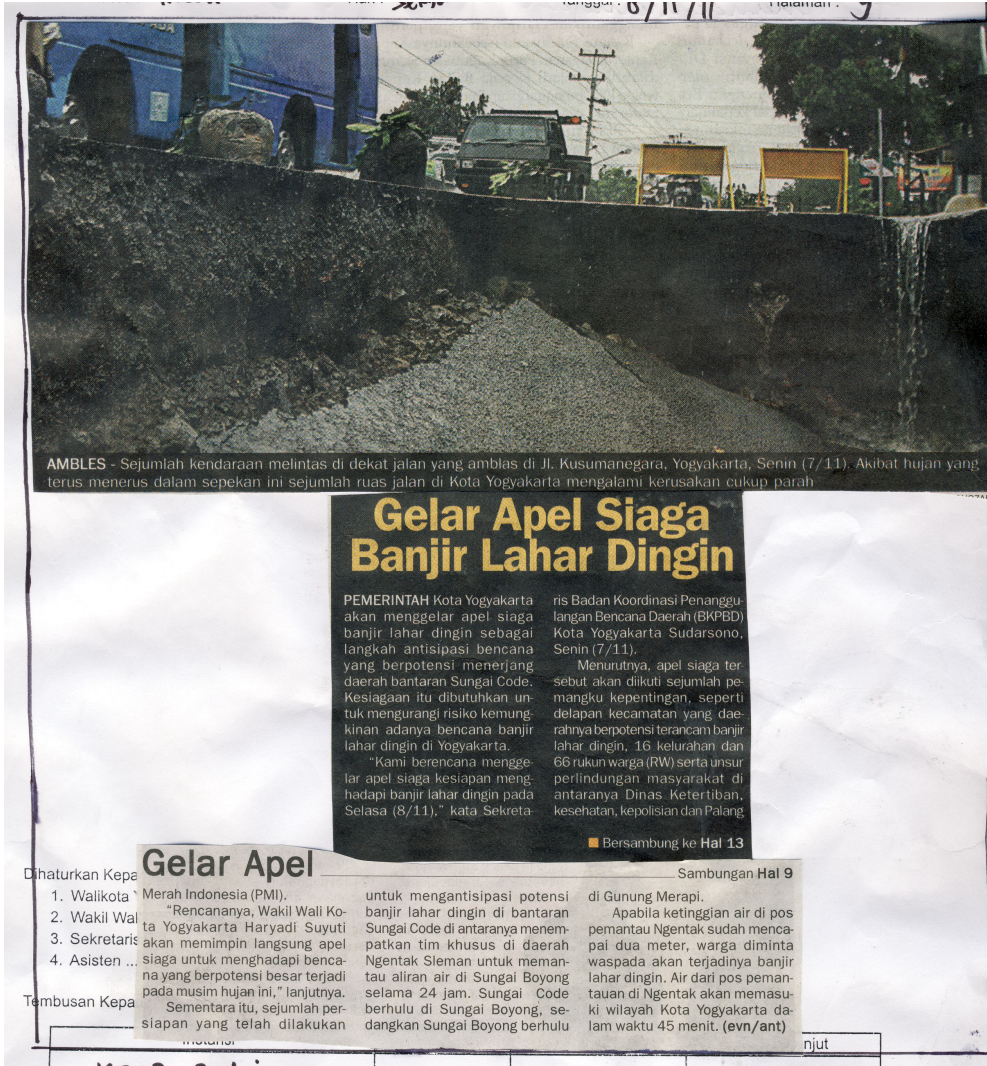 Tanggal : 8/11/11
Halaman : 9
AMBLES - Sejumlah kendaraan melintas di dekat jalan yang amblas di Jl. Kusumanegara, Yogyakarta, Senin (7/11). Akibat hujan yang
terus menerus dalam sepekan ini sejumlah ruas jalan di Kota Yogyakarta mengalami kerusakan cukup parah
Gelar Apel Siaga
Banjir Lahar Dingin
PEMERINTAH Kota Yogyakarta
akan menggelar apel siaga
banjir lahar dingin sebagai
langkah antisipasi bencana
yang berpotensi menerjang
daerah bantaran Sungai Code.
Kesiagaan itu dibutuhkan un-
tuk mengurangi risiko kemung-
kinan adanya bencana banjir
lahar dingin di Yogyakarta.
“Kami berencana mengge-
lar apel siaga kesiapan meng-
hadapi banjir lahar dingin pada
Selasa (8/11),” kata Sekreta-
ris Badan Koordinasi Penanggu-
langan Bencana Daerah (BKPBD)
Kota Yogyakarta Sudarsono,
Senin (7/11).
Menurutnya, apel siaga ter-
sebut akan diikuti sejumlah pe-
mangku kepentingan, seperti
delapan kecamatan yang dae-
rahnya berpotensi terancam banjir
lahar dingin, 16 kelurahan dan
66 rukun warga (RW) serta unsur
perlindungan masyarakat di
antaranya Dinas Ketertiban,
kesehatan, kepolisian dan Palang
Bersambung ke Hal 13
Gelar Apel
Sambungan Hal 9
Merah Indonesia (PMI).
“Rencananya, Wakil Wali Ko-
ta Yogyakarta Haryadi Suyuti
akan memimpin langsung apel
siaga untuk menghadapi benca-
na yang berpotensi besar terjadi
pada musim hujan ini,” lanjutnya.
Sementara itu, sejumlah per-
siapan yang telah dilakukan
untuk mengantisipasi potensi
banjir lahar dingin di bantaran
Sungai Code di antaranya menem-
patkan tim khusus di daerah
Ngentak Sleman untuk meman-
tau aliran air di Sungai Boyong
selama 24 jam. Sungai Code
berhulu di Sungai Boyong, se-
dangkan Sungai Boyong berhulu
di Gunung Merapi.
Apabila ketinggian air di pos
pemantau Ngentak sudah menca-
pai dua meter, warga diminta
waspada akan terjadinya banjir
lahar dingin. Air dari pos peman-
tauan di Ngentak akan memasu-
ki wilayah Kota Yogyakarta da-
lam waktu 45 menit. (evn/ant)
Dihaturkan Kepa
1. Walikota
2. Wakil Wal
3. Sekretaris
4. Asisten ...
Tembusan Kepa
Instansi
njut